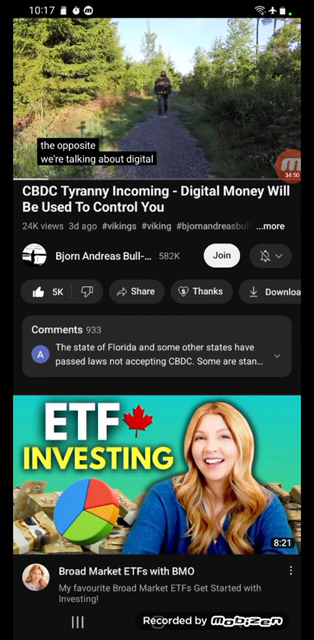 10:17
the opposite
we're talking about digital
34:50
CBDC Tyranny Incoming - Digital Money Will
Be Used To Control You
24K views 3d ago #vikings #viking #bjornandreasbull ...more
Bjorn Andreas Bull-... 582K
Join
5K
Share
Thanks
Downloa
Comments 933
A
The state of Florida and some other states have
passed laws not accepting CBDC. Some are stan...
ETF
INVESTING
8:21
Broad Market ETFs with BMO
My favourite Broad Market ETFs Get Started with
Investing!
Recorded by Mobizen